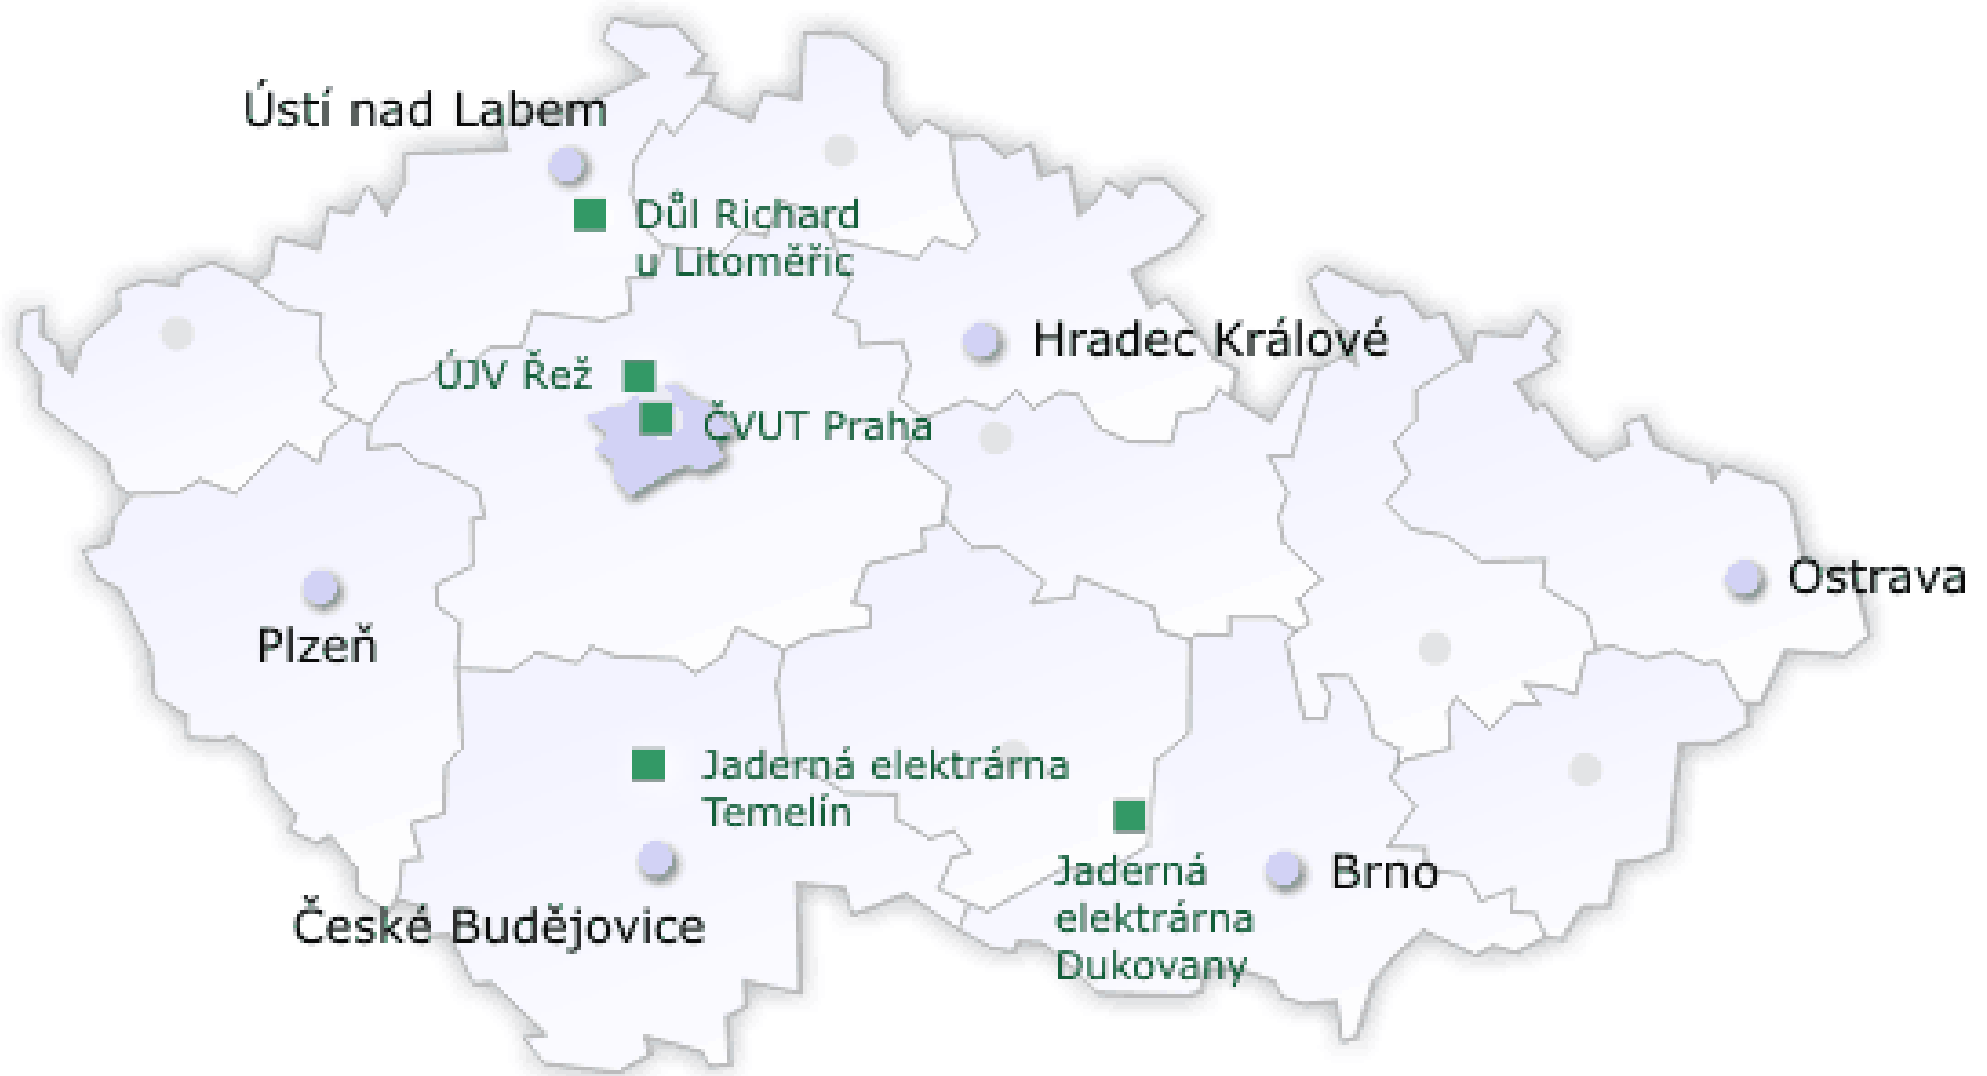 Ústí nad Labem
Důl Richard
u Litoměřic
Hradec Králové
ÚJV Řež
ČVUT Praha
Ostrava
Plzeň
Jaderná elektrárna
Temelín
Jaderná
elektrárna
Dukovany
Brno
České Budějovice